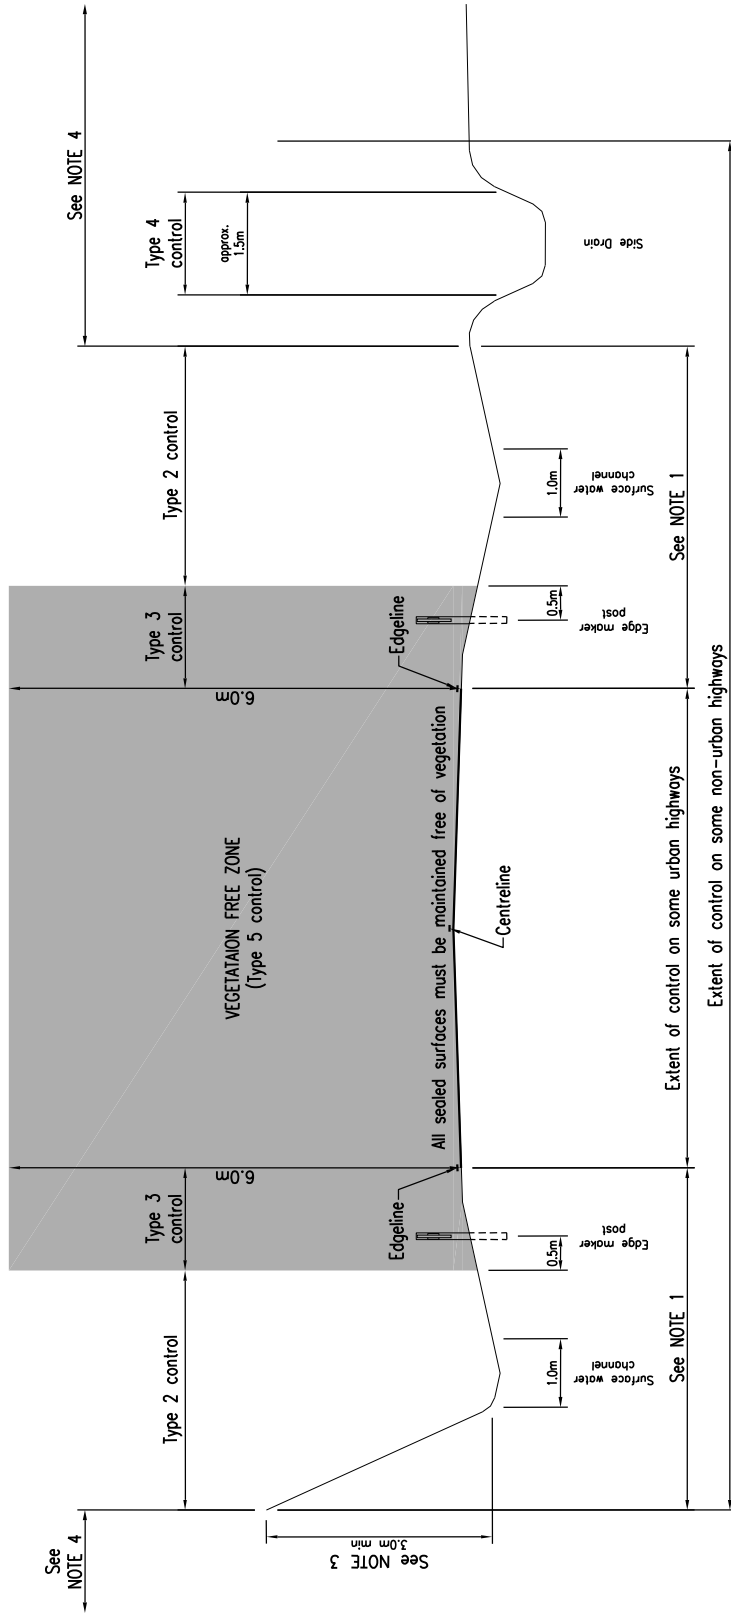 See
NOTE 4
See NOTE 4
Type 2 control
Type 3
control
Type 3
control
Type 2 control
Type 4
control
approx.
1.5m
VEGETATAION FREE ZONE
(Type 5 control)
6.0m
6.0m
See NOTE 3
3.0m min
Edgeline
All sealed surfaces must be maintained free of vegetation
Edgeline
Centreline
1.0m
Surface water
channel
0.5m
Edge maker
post
0.5m
Edge maker
post
1.0m
Surface water
channel
Side Drain
See NOTE 1
Extent of control on some urban highways
See NOTE 1
Extent of control on some non-urban highways